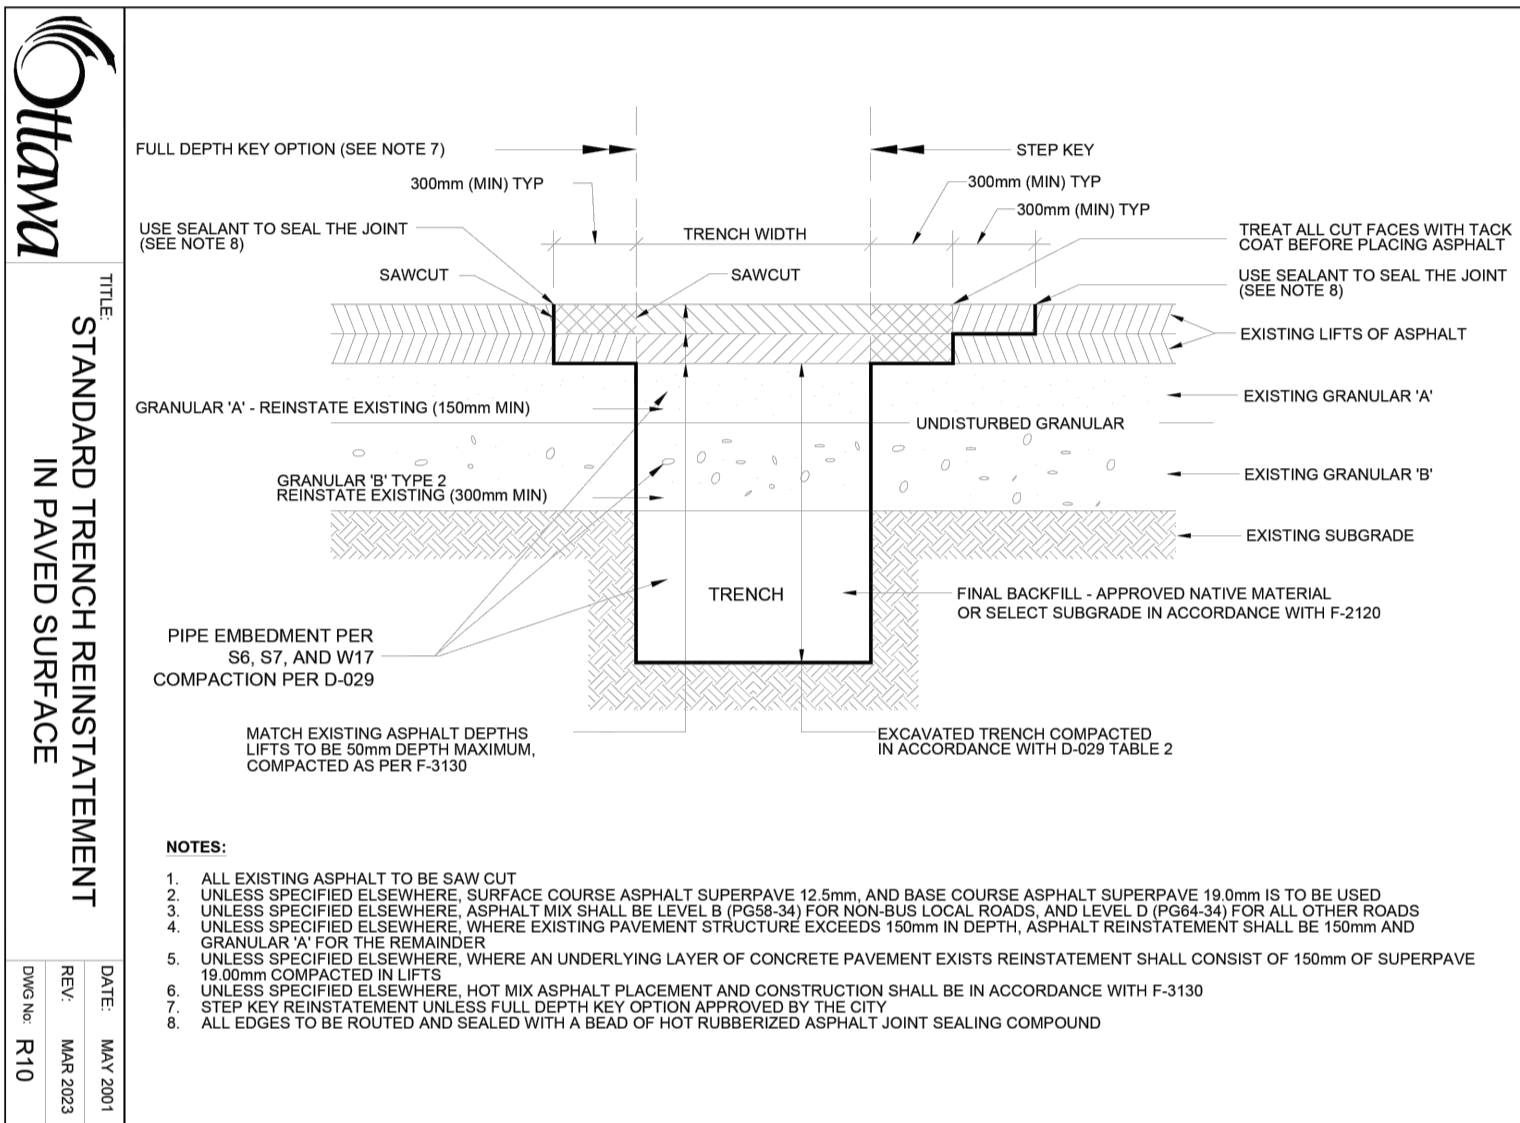 Ottawa
TITLE:
STANDARD TRENCH REINSTATEMENT
IN PAVED SURFACE
DATE: MAY 2001
REV: MAR 2023
DWG No: R10
FULL DEPTH KEY OPTION (SEE NOTE 7)
STEP KEY
300mm (MIN) TYP
300mm (MIN) TYP
300mm (MIN) TYP
USE SEALANT TO SEAL THE JOINT
(SEE NOTE 8)
TRENCH WIDTH
TREAT ALL CUT FACES WITH TACK
COAT BEFORE PLACING ASPHALT
SAWCUT
SAWCUT
USE SEALANT TO SEAL THE JOINT
(SEE NOTE 8)
EXISTING LIFTS OF ASPHALT
GRANULAR 'A' - REINSTATE EXISTING (150mm MIN)
EXISTING GRANULAR 'A'
UNDISTURBED GRANULAR
GRANULAR 'B' TYPE 2
REINSTATE EXISTING (300mm MIN)
EXISTING GRANULAR 'B'
EXISTING SUBGRADE
TRENCH
FINAL BACKFILL - APPROVED NATIVE MATERIAL
OR SELECT SUBGRADE IN ACCORDANCE WITH F-2120
PIPE EMBEDMENT PER
S6, S7, AND W17
COMPACTION PER D-029
MATCH EXISTING ASPHALT DEPTHS
LIFTS TO BE 50mm DEPTH MAXIMUM,
COMPACTED AS PER F-3130
EXCAVATED TRENCH COMPACTED
IN ACCORDANCE WITH D-029 TABLE 2
NOTES:
1. ALL EXISTING ASPHALT TO BE SAW CUT
2. UNLESS SPECIFIED ELSEWHERE, SURFACE COURSE ASPHALT SUPERPAVE 12.5mm, AND BASE COURSE ASPHALT SUPERPAVE 19.0mm IS TO BE USED
3. UNLESS SPECIFIED ELSEWHERE, ASPHALT MIX SHALL BE LEVEL B (PG58-34) FOR NON-BUS LOCAL ROADS, AND LEVEL D (PG64-34) FOR ALL OTHER ROADS
4. UNLESS SPECIFIED ELSEWHERE, WHERE EXISTING PAVEMENT STRUCTURE EXCEEDS 150mm IN DEPTH, ASPHALT REINSTATEMENT SHALL BE 150mm AND
GRANULAR 'A' FOR THE REMAINDER
5. UNLESS SPECIFIED ELSEWHERE, WHERE AN UNDERLYING LAYER OF CONCRETE PAVEMENT EXISTS REINSTATEMENT SHALL CONSIST OF 150mm OF SUPERPAVE
19.00mm COMPACTED IN LIFTS
6. UNLESS SPECIFIED ELSEWHERE, HOT MIX ASPHALT PLACEMENT AND CONSTRUCTION SHALL BE IN ACCORDANCE WITH F-3130
7. STEP KEY REINSTATEMENT UNLESS FULL DEPTH KEY OPTION APPROVED BY THE CITY
8. ALL EDGES TO BE ROUTED AND SEALED WITH A BEAD OF HOT RUBBERIZED ASPHALT JOINT SEALING COMPOUND